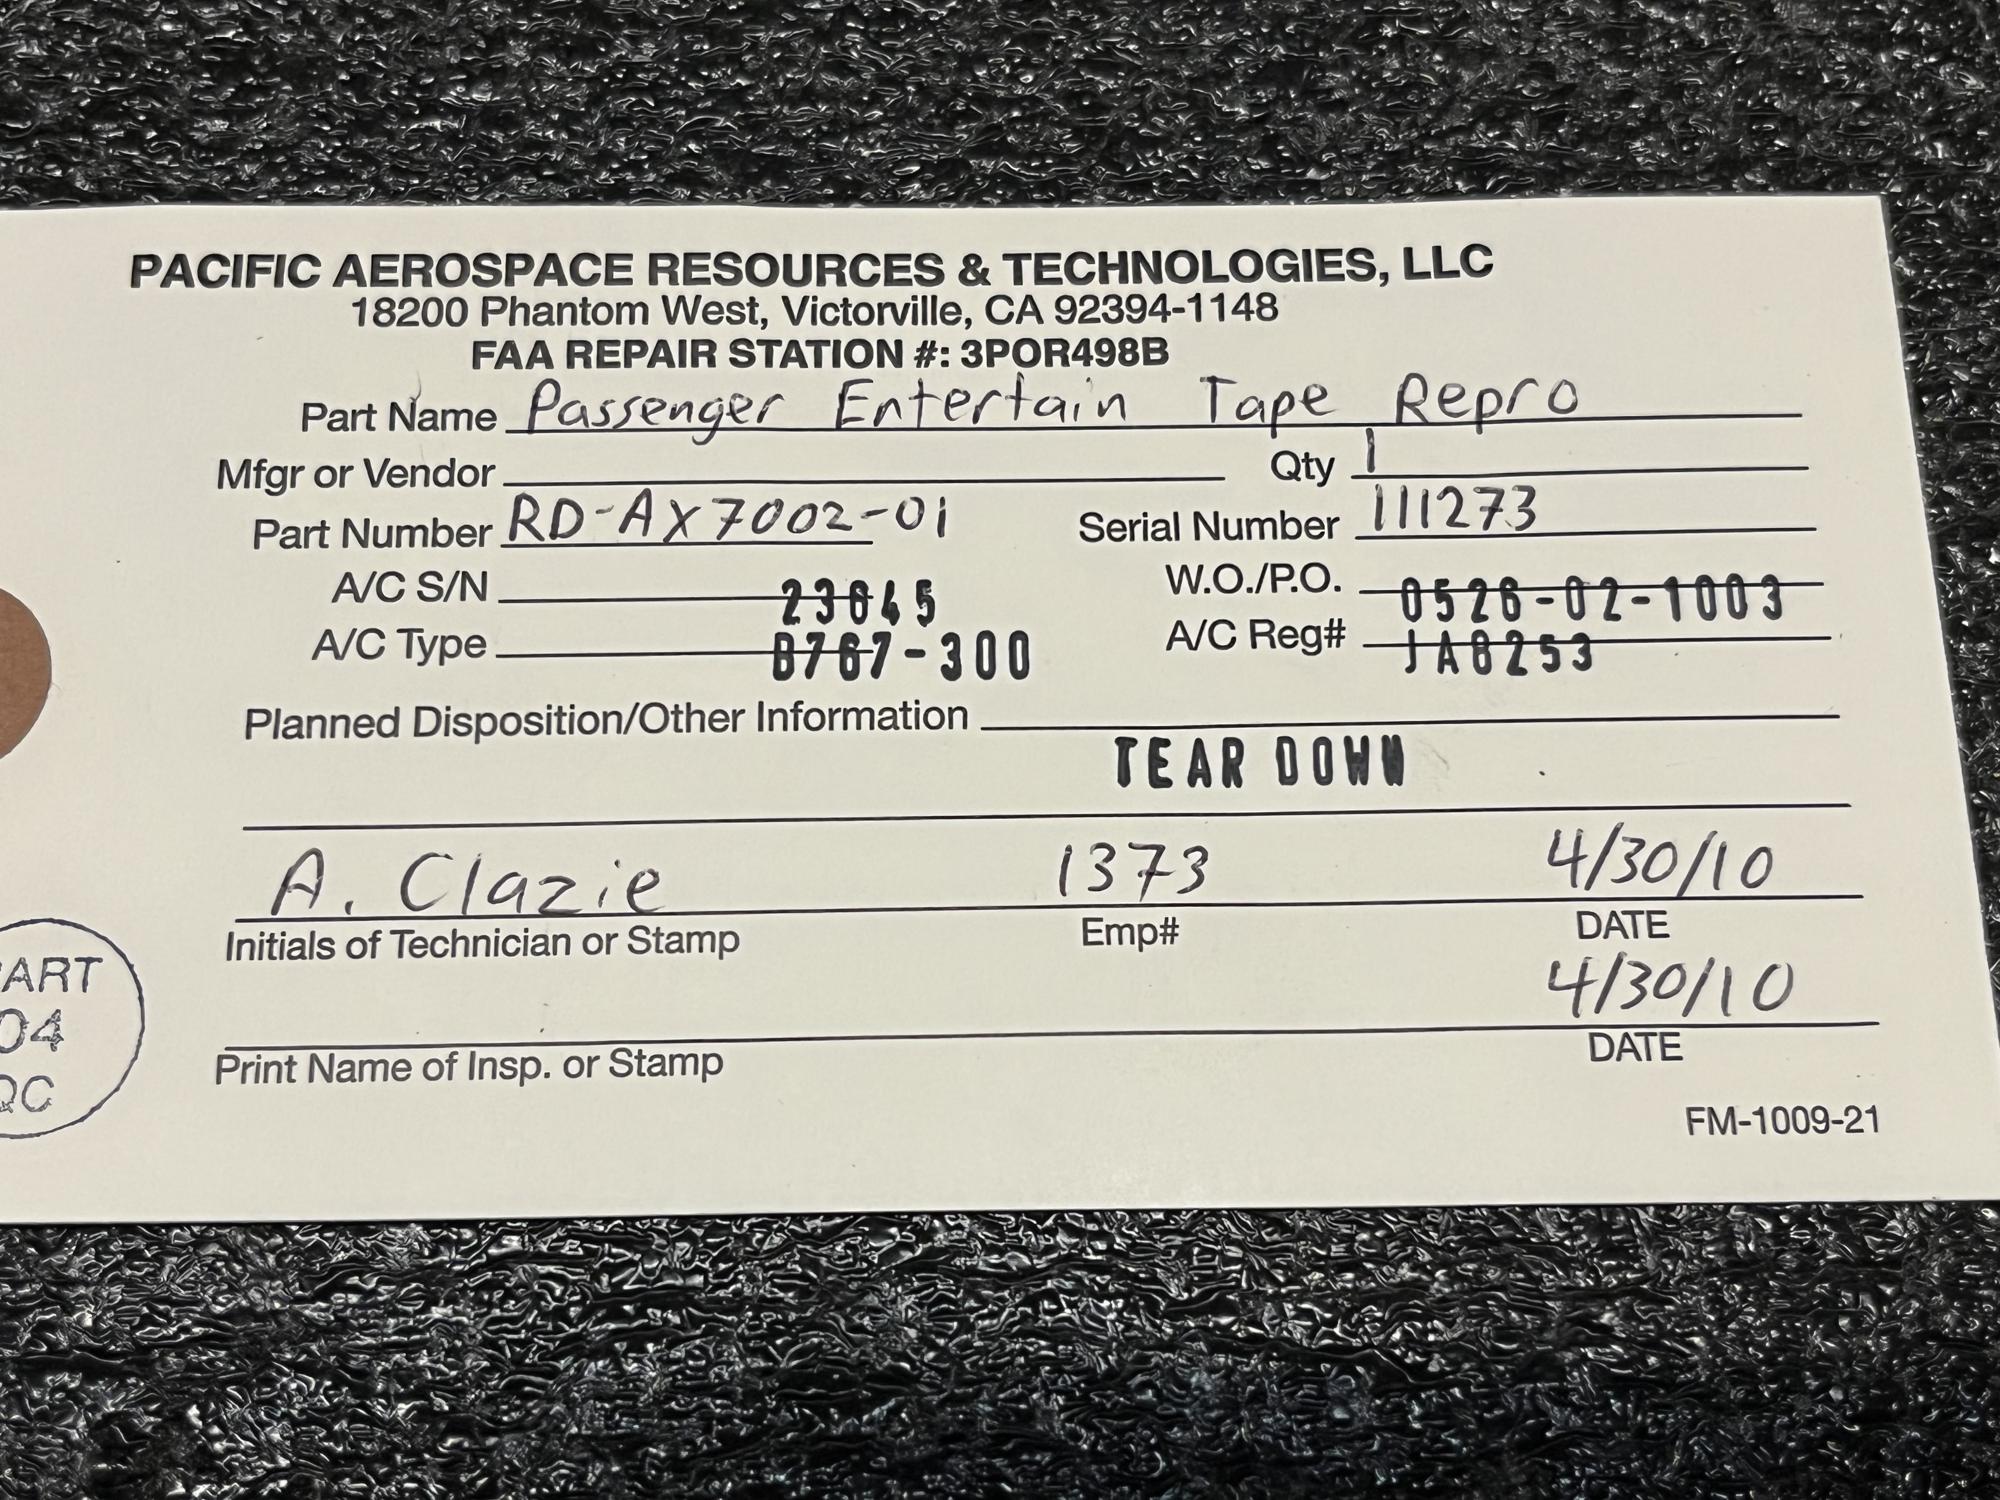 PACIFIC AEROSPACE RESOURCES & TECHNOLOGIES, LLC
18200 Phantom West, Victorville, CA 92394-1148
FAA REPAIR STATION #: 3POR498B
Part Name Passenger Entertain Tape Repro
Mfgr or Vendor Qty 1
Part Number RD-AX7002-01 Serial Number 111273
A/C S/N 23645 W.O./P.O. 0526-02-1003
A/C Type B767-300 A/C Reg# JA8253
Planned Disposition/Other Information
TEAR DOWN
A. Clazie 1373 4/30/10
Initials of Technician or Stamp Emp# DATE
4/30/10
Print Name of Insp. or Stamp DATE
ART
04
QC
FM-1009-21